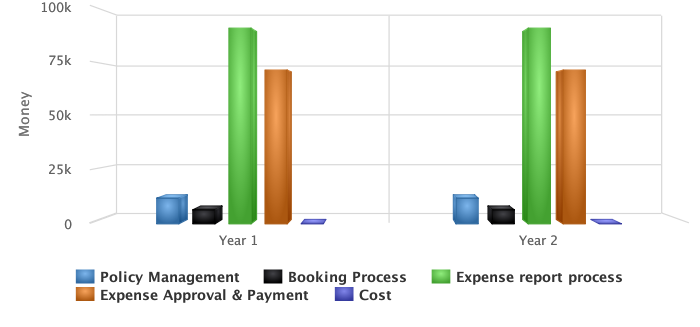 100k
75k
Money
50k
25k
0
Year 1 Year 2
Policy Management Booking Process Expense report process
Expense Approval & Payment Cost